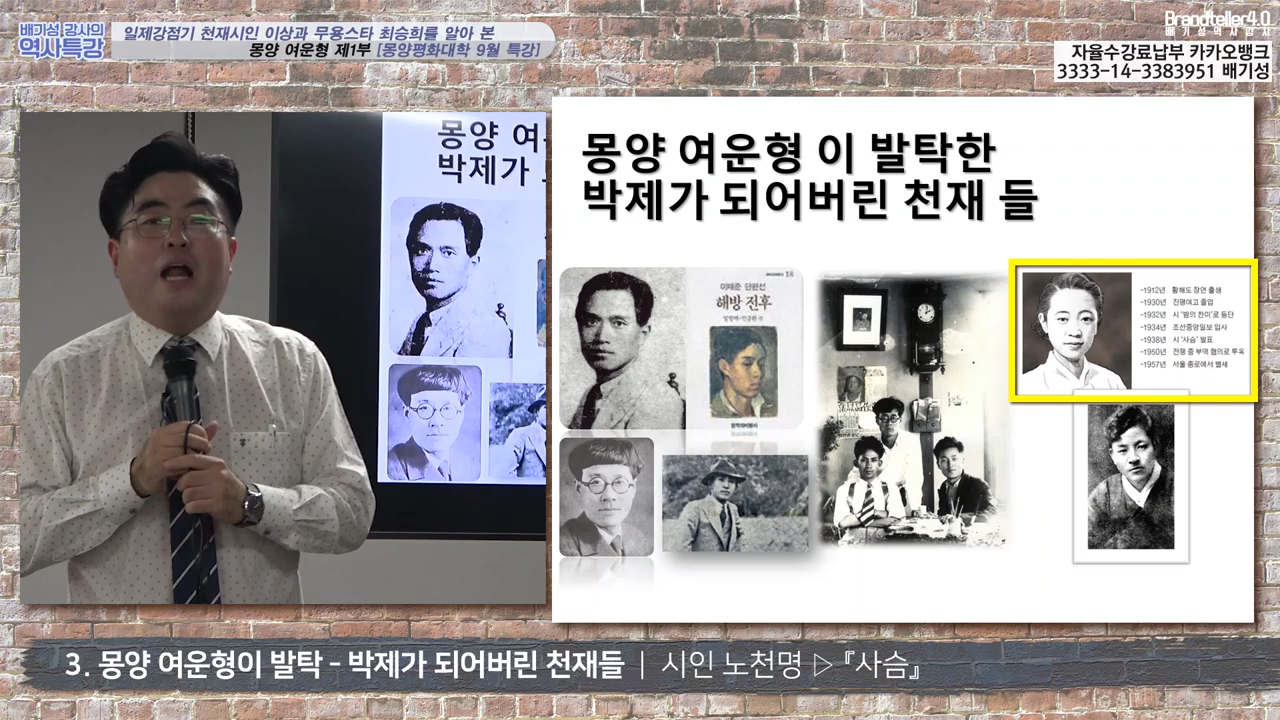 배기성 강사의
역사특강
일제강점기 천재시인 이상과 무용스타 최승희를 알아 본
몽양 여운형 제1부 [몽양평화대학 9월 특강]
Brandteller4.0
배기성역사일사
자율수강료납부 카카오뱅크
3333-14-3383951 배기성
몽양 여
박제가
몽양 여운형 이 발탁한
박제가 되어버린 천재 들
18
이태준 단편선
해방 전후
-1912년 황해도 장연 출생
-1930년 진명여고 졸업
-1932년 시 '밤의 찬미'로 등단
-1934년 조선중앙일보 입사
-1938년 시 '사슴' 발표
-1950년 전쟁 중 부역 혐의로 투옥
-1957년 서울 종로에서 별세
3. 몽양 여운형이 발탁 - 박제가 되어버린 천재들 | 시인 노천명 ▷『사슴』